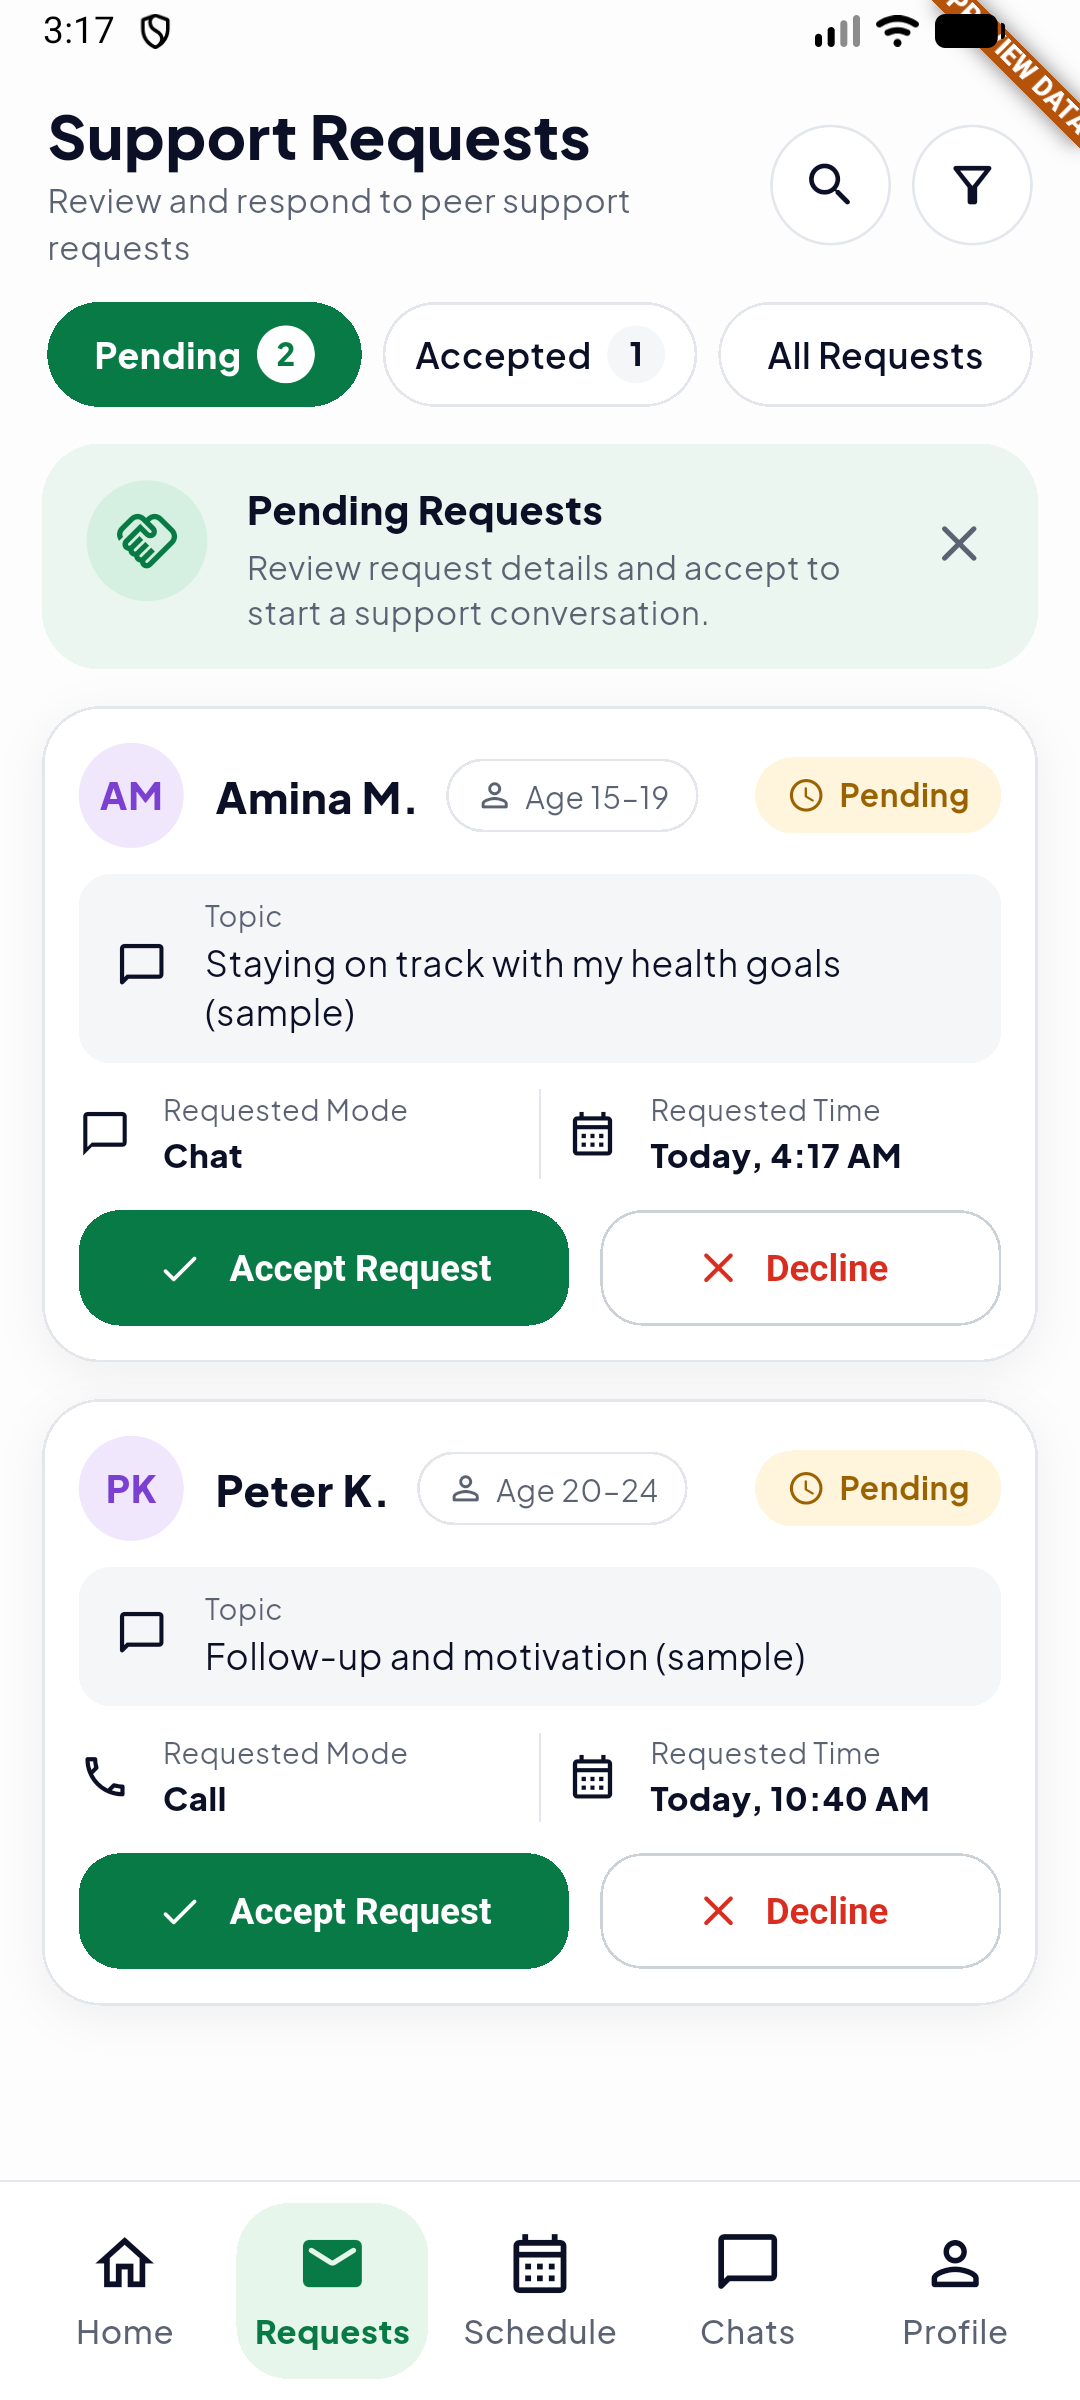 3:17
PREVIEW DATA
Support Requests
Review and respond to peer support
requests
Pending 2
Accepted 1
All Requests
Pending Requests
Review request details and accept to
start a support conversation.
AM
Amina M.
Age 15–19
Pending
Topic
Staying on track with my health goals
(sample)
Requested Mode
Chat
Requested Time
Today, 4:17 AM
Accept Request
Decline
PK
Peter K.
Age 20–24
Pending
Topic
Follow-up and motivation (sample)
Requested Mode
Call
Requested Time
Today, 10:40 AM
Accept Request
Decline
Home
Requests
Schedule
Chats
Profile